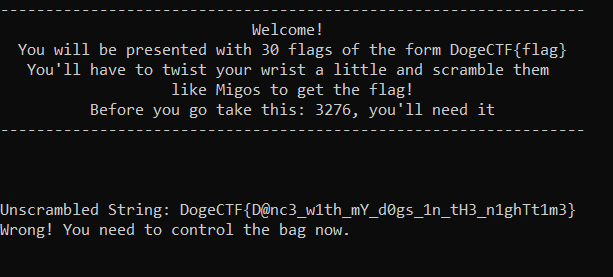 -----------------------------------------------------------------
Welcome!
You will be presented with 30 flags of the form DogeCTF{flag}
You'll have to twist your wrist a little and scramble them
like Migos to get the flag!
Before you go take this: 3276, you'll need it
-----------------------------------------------------------------
Unscrambled String: DogeCTF{D@nc3_w1th_mY_d0gs_1n_tH3_n1ghTt1m3}
Wrong! You need to control the bag now.